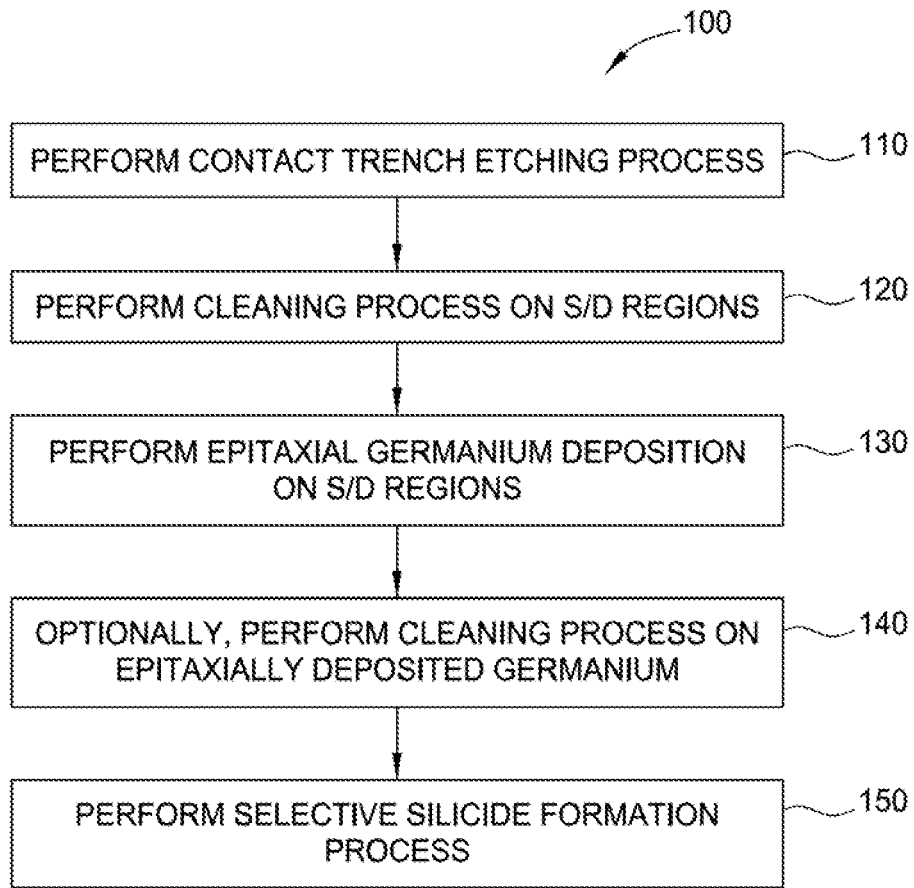 100
PERFORM CONTACT TRENCH ETCHING PROCESS
110
PERFORM CLEANING PROCESS ON S/D REGIONS
120
PERFORM EPITAXIAL GERMANIUM DEPOSITION
ON S/D REGIONS
130
OPTIONALLY, PERFORM CLEANING PROCESS ON
EPITAXIALLY DEPOSITED GERMANIUM
140
PERFORM SELECTIVE SILICIDE FORMATION
PROCESS
150